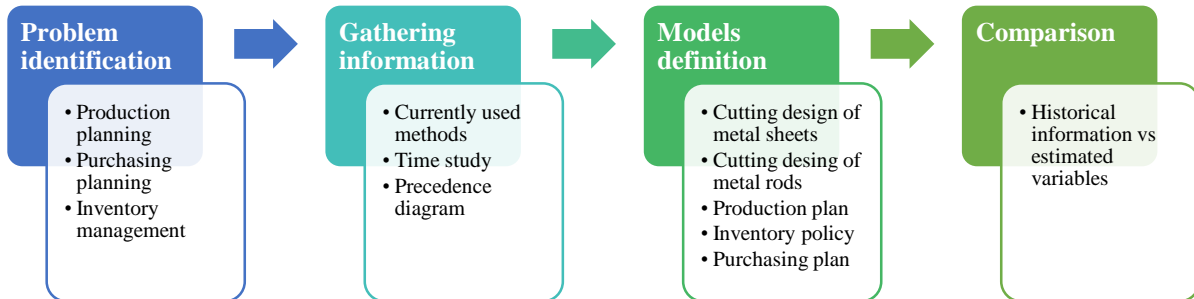 Problem
identification
• Production
planning
• Purchasing
planning
• Inventory
management
Gathering
information
• Currently used
methods
• Time study
• Precedence
diagram
Models
definition
• Cutting design of
metal sheets
• Cutting desing of
metal rods
• Production plan
• Inventory policy
• Purchasing plan
Comparison
• Historical
information vs
estimated
variables